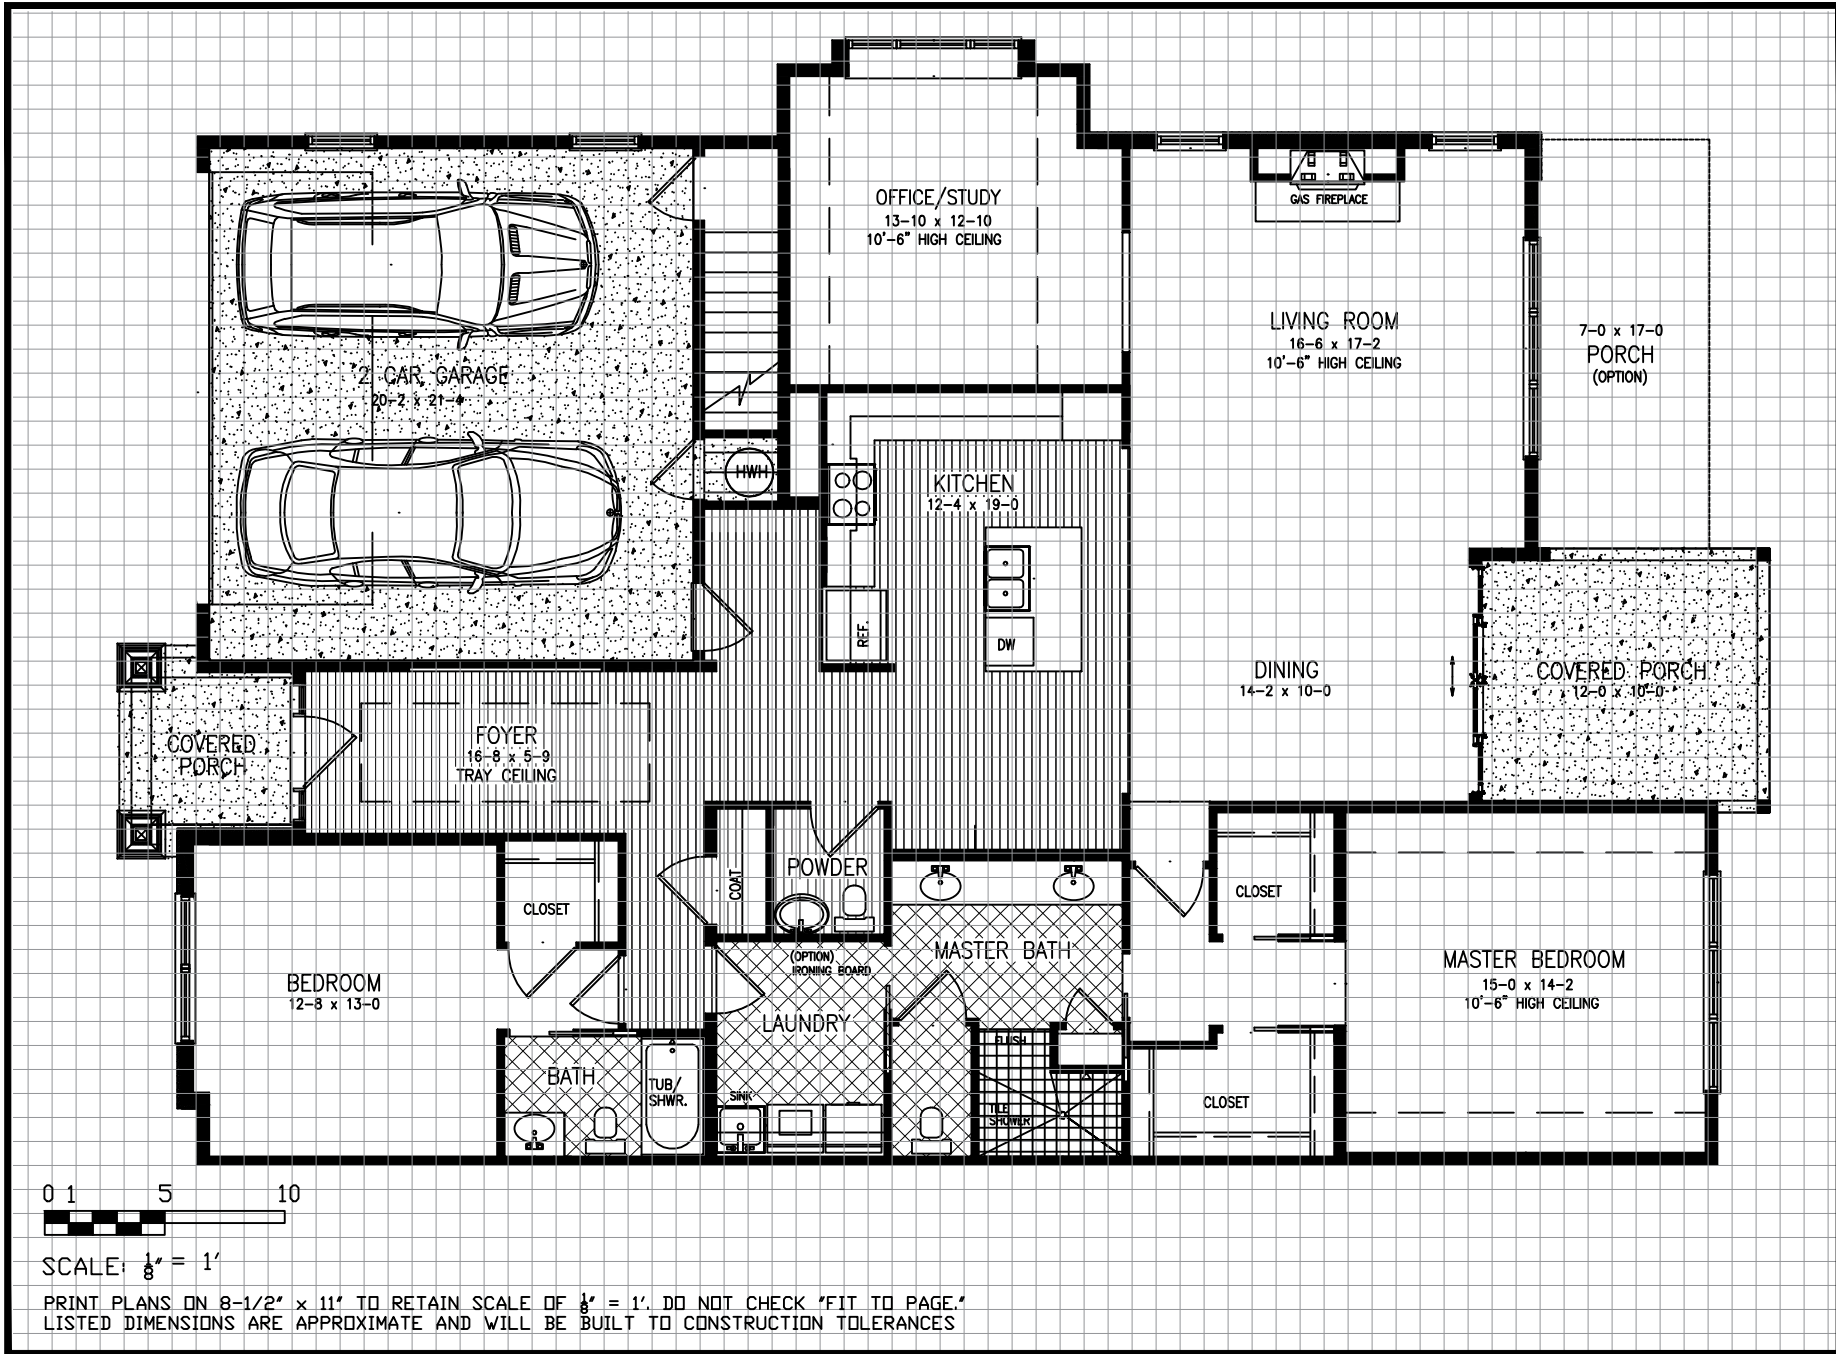 OFFICE/STUDY
13-10 x 12-10
10'-6" HIGH CEILING
GAS FIREPLACE
LIVING ROOM
16-6 x 17-2
10'-6" HIGH CEILING
7-0 x 17-0
PORCH
(OPTION)
2 CAR GARAGE
20-2 x 21-4
HWH
KITCHEN
12-4 x 19-0
REF.
DW
DINING
14-2 x 10-0
COVERED PORCH
12-0 x 10-0
COVERED
PORCH
FOYER
16-8 x 5-9
TRAY CEILING
POWDER
COAT
CLOSET
CLOSET
BEDROOM
12-8 x 13-0
(OPTION)
IRONING BOARD
MASTER BATH
MASTER BEDROOM
15-0 x 14-2
10'-6" HIGH CEILING
LAUNDRY
FLUSH
BATH
TUB/
SHWR.
SINK
TILE
SHOWER
CLOSET
0 1 5 10
SCALE: 1/8" = 1'
PRINT PLANS ON 8-1/2" x 11" TO RETAIN SCALE OF 1/8" = 1'. DO NOT CHECK "FIT TO PAGE."
LISTED DIMENSIONS ARE APPROXIMATE AND WILL BE BUILT TO CONSTRUCTION TOLERANCES